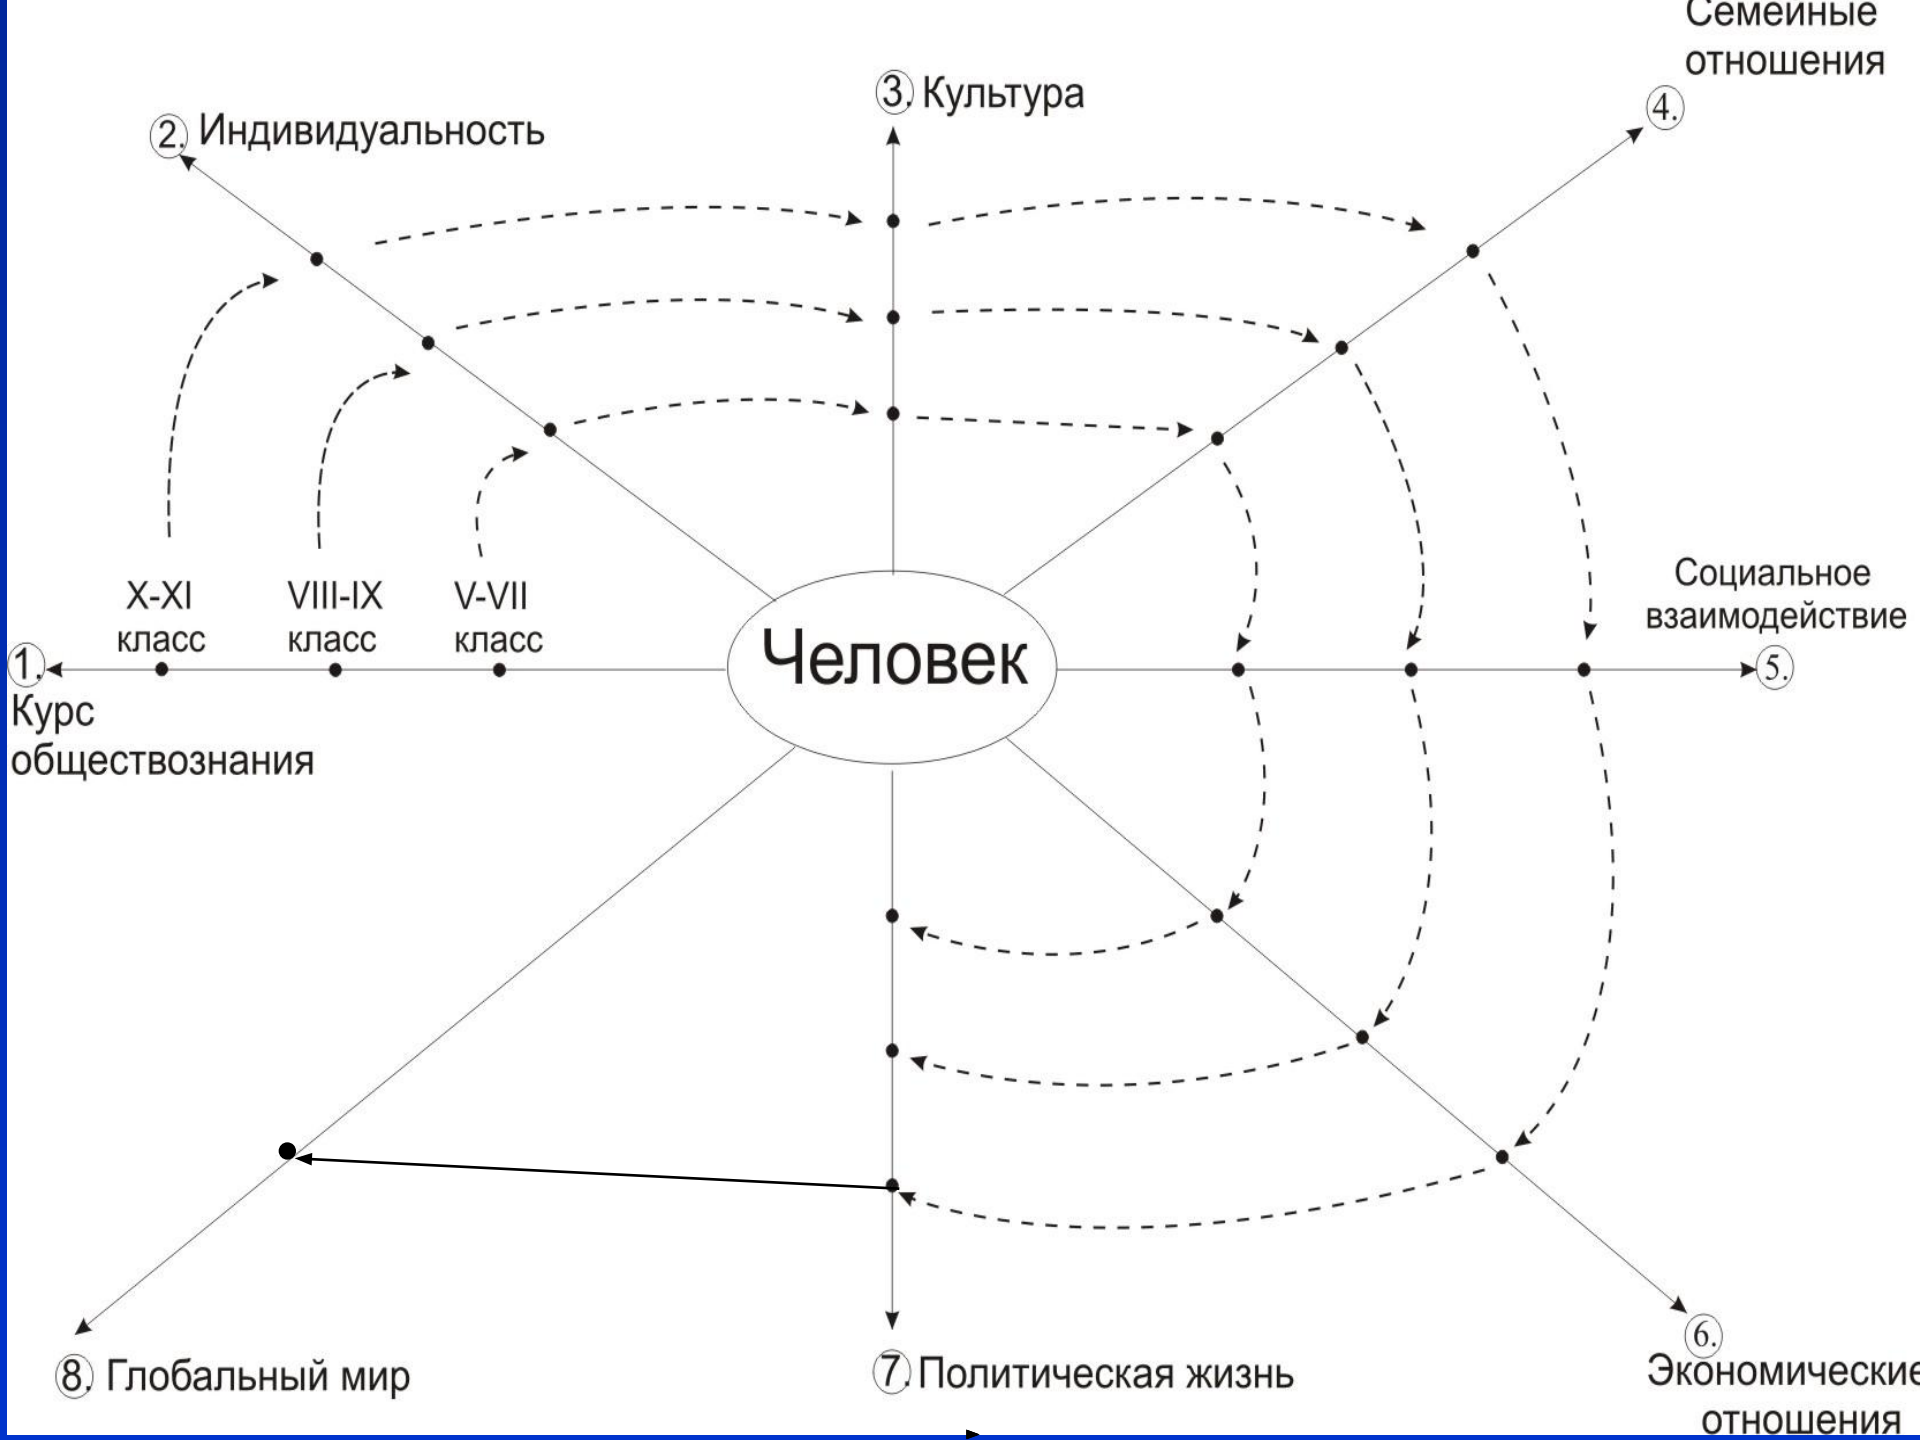 Семейные
отношения
3. Культура
4.
2. Индивидуальность
X-XI
класс
VIII-IX
класс
V-VII
класс
Социальное
взаимодействие
1.
Человек
5.
Курс
обществознания
6.
8. Глобальный мир
7. Политическая жизнь
Экономические
отношения